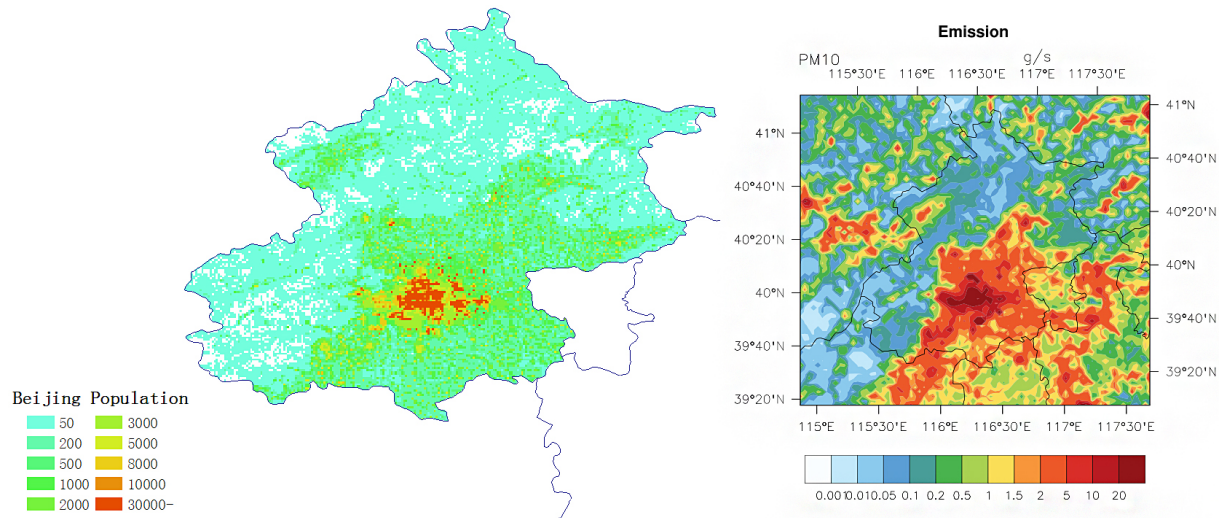 Emission
PM10 g/s
115°30'E 116°E 116°30'E 117°E 117°30'E
41°N 41°N
40°40'N 40°40'N
40°20'N 40°20'N
40°N 40°N
39°40'N 39°40'N
39°20'N 39°20'N
115°E 115°30'E 116°E 116°30'E 117°E 117°30'E
0.001 0.01 0.05 0.1 0.2 0.5 1 1.5 2 5 10 20
Beijing Population
50 3000
200 5000
500 8000
1000 10000
2000 30000-